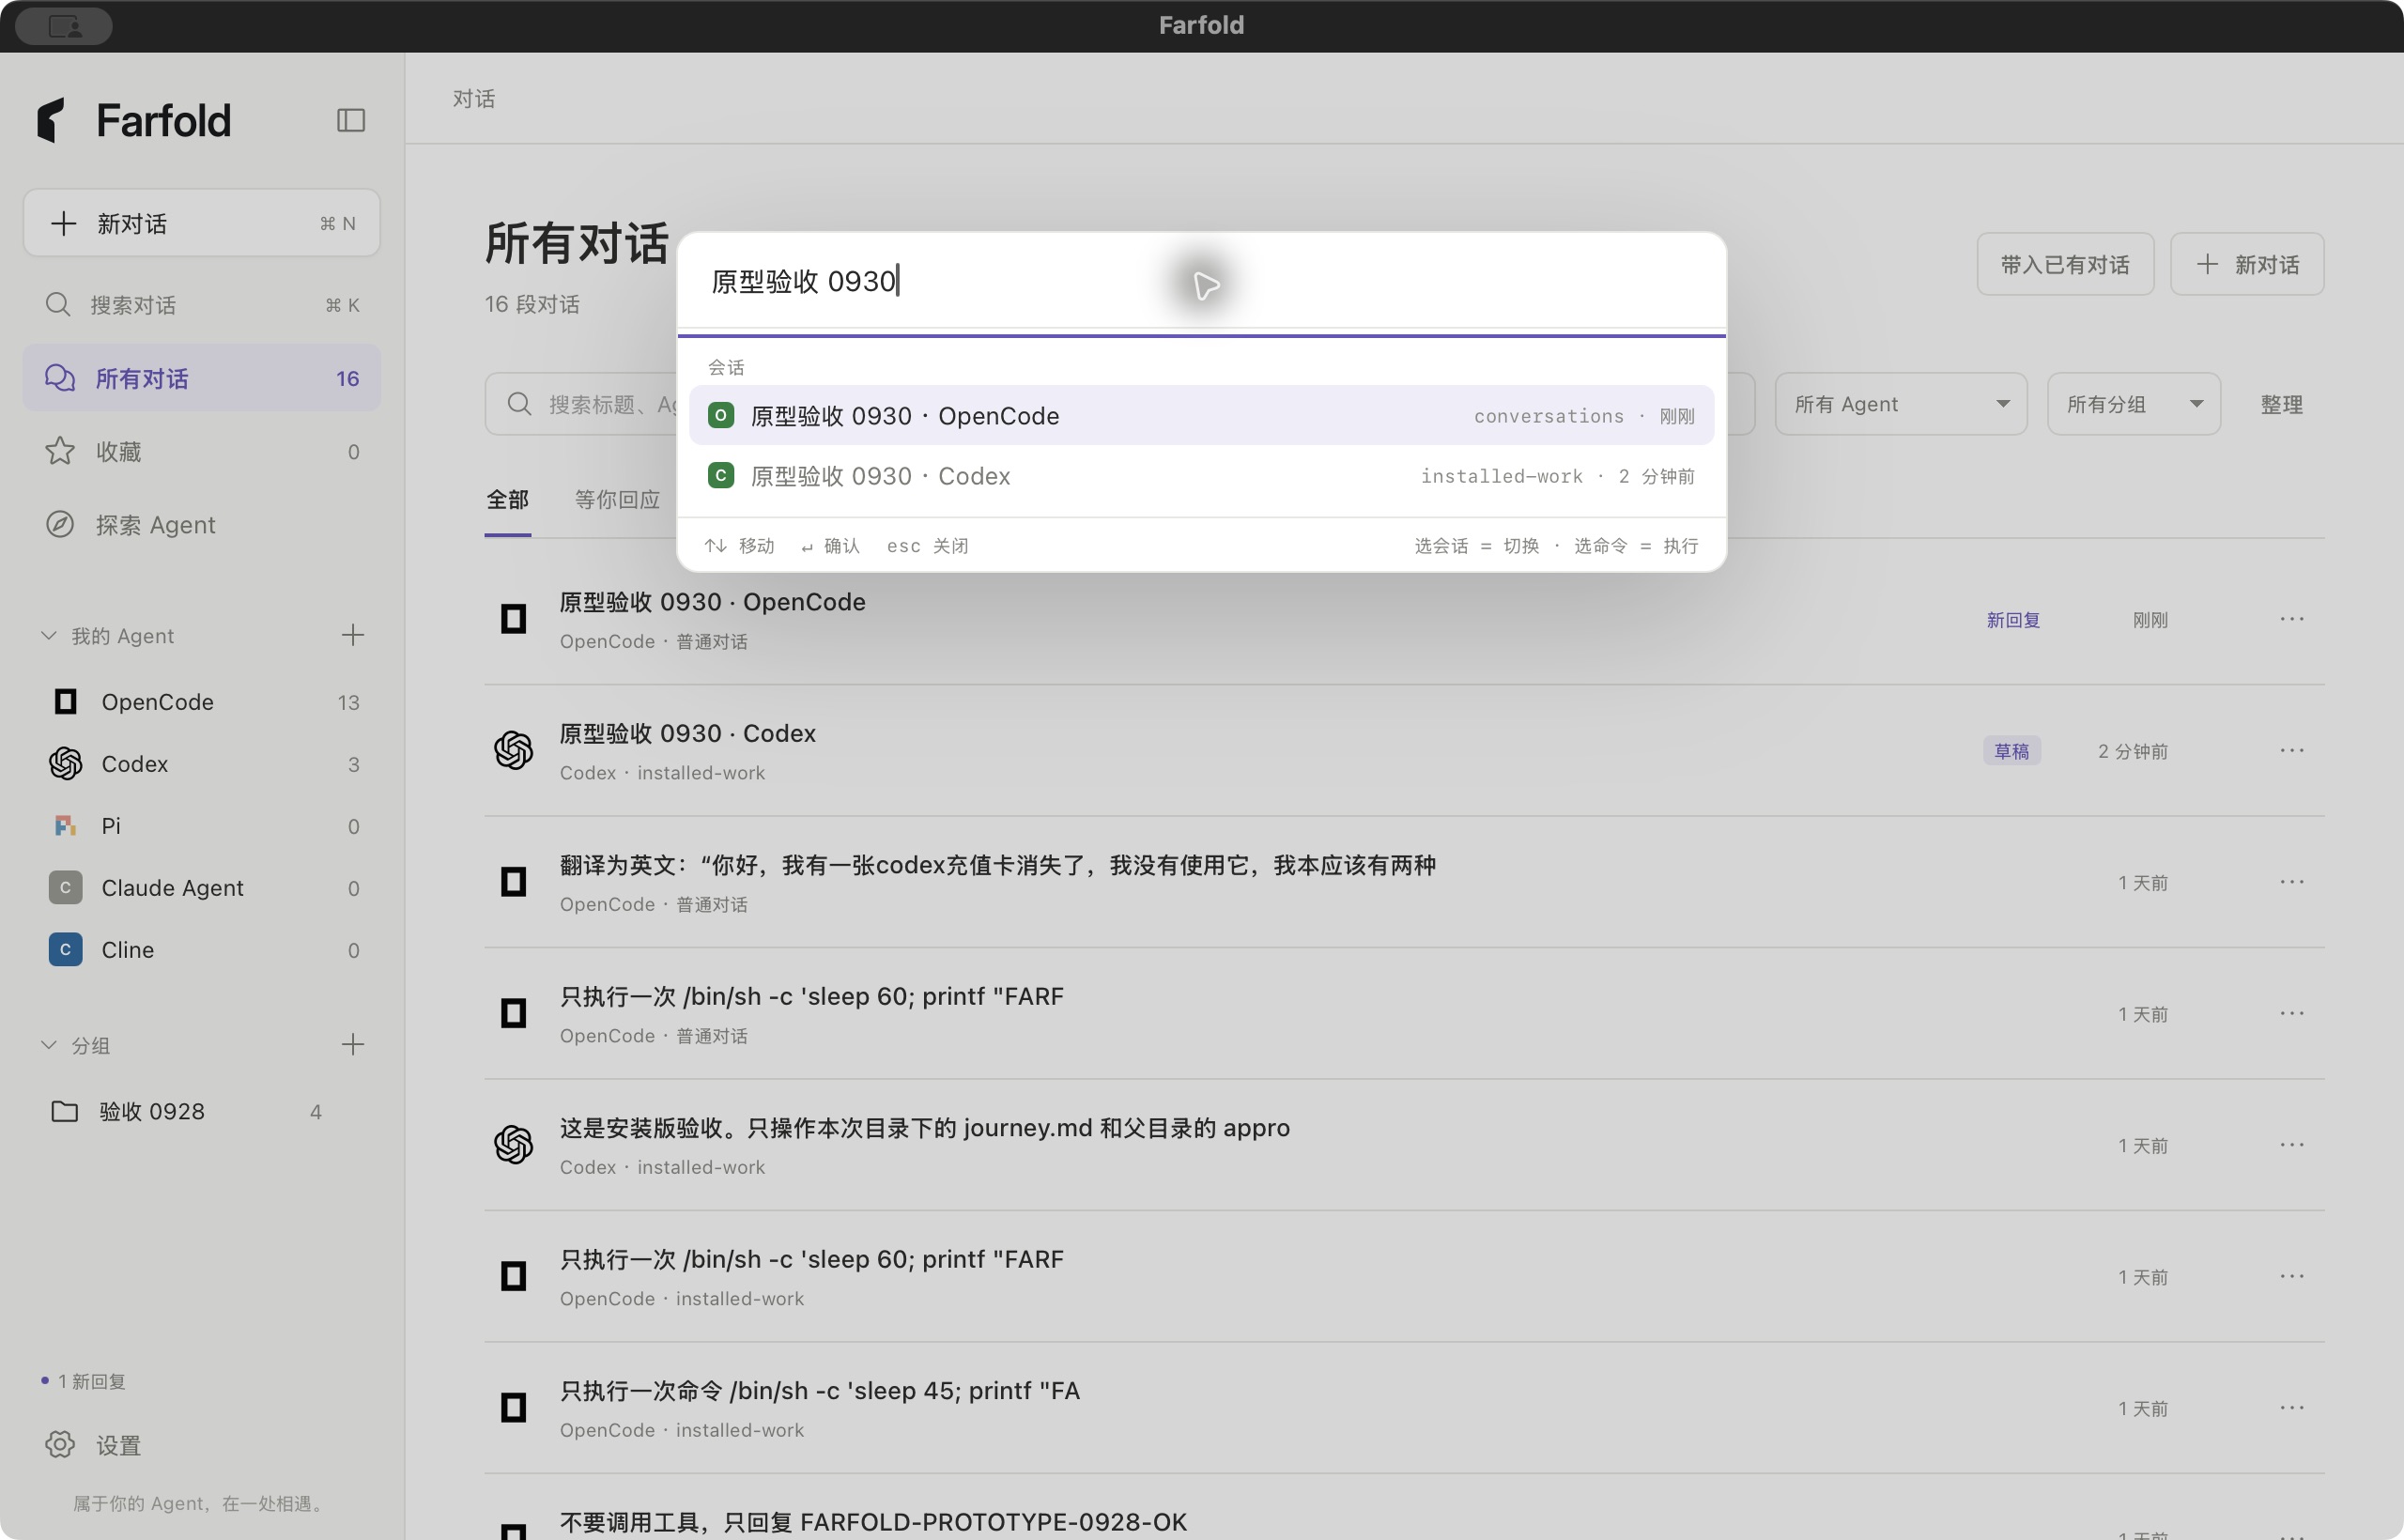 Farfold
Farfold
新对话 ⌘ N
搜索对话 ⌘ K
所有对话 16
收藏 0
探索 Agent
我的 Agent
OpenCode 13
Codex 3
Pi 0
C Claude Agent 0
C Cline 0
分组
验收 0928 4
1 新回复
设置
属于你的 Agent，在一处相遇。
对话
所有对话
16 段对话
带入已有对话
新对话
搜索标题、Ag
所有 Agent
所有分组
整理
全部 等你回应
原型验收 0930
会话
O 原型验收 0930 · OpenCode conversations · 刚刚
C 原型验收 0930 · Codex installed-work · 2 分钟前
↑↓ 移动 ↵ 确认 esc 关闭 选会话 = 切换 · 选命令 = 执行
原型验收 0930 · OpenCode
OpenCode · 普通对话
新回复 刚刚 ···
原型验收 0930 · Codex
Codex · installed-work
草稿 2 分钟前 ···
翻译为英文：“你好，我有一张codex充值卡消失了，我没有使用它，我本应该有两种
OpenCode · 普通对话
1 天前 ···
只执行一次 /bin/sh -c 'sleep 60; printf "FARF
OpenCode · 普通对话
1 天前 ···
这是安装版验收。只操作本次目录下的 journey.md 和父目录的 appro
Codex · installed-work
1 天前 ···
只执行一次 /bin/sh -c 'sleep 60; printf "FARF
OpenCode · installed-work
1 天前 ···
只执行一次命令 /bin/sh -c 'sleep 45; printf "FA
OpenCode · installed-work
1 天前 ···
不要调用工具，只回复 FARFOLD-PROTOTYPE-0928-OK
1 天前 ···